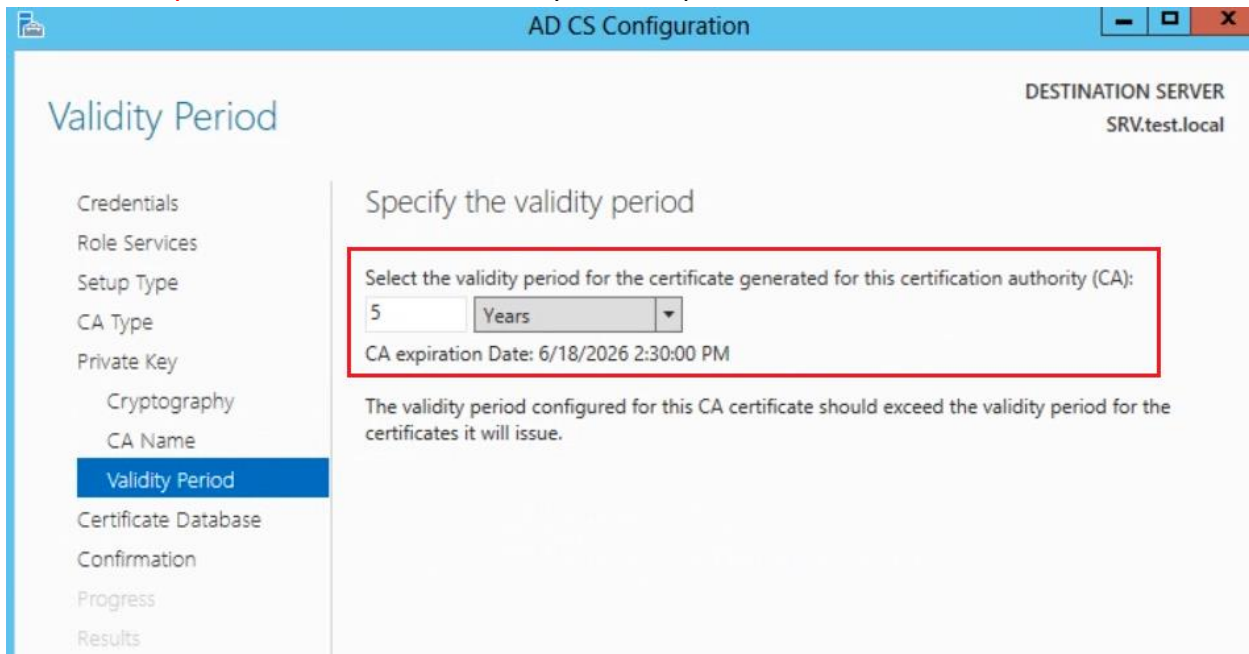 AD CS Configuration
Validity Period
DESTINATION SERVER
SRV.test.local
Credentials
Role Services
Setup Type
CA Type
Private Key
Cryptography
CA Name
Validity Period
Certificate Database
Confirmation
Progress
Results
Specify the validity period
Select the validity period for the certificate generated for this certification authority (CA):
5 Years
CA expiration Date: 6/18/2026 2:30:00 PM
The validity period configured for this CA certificate should exceed the validity period for the
certificates it will issue.